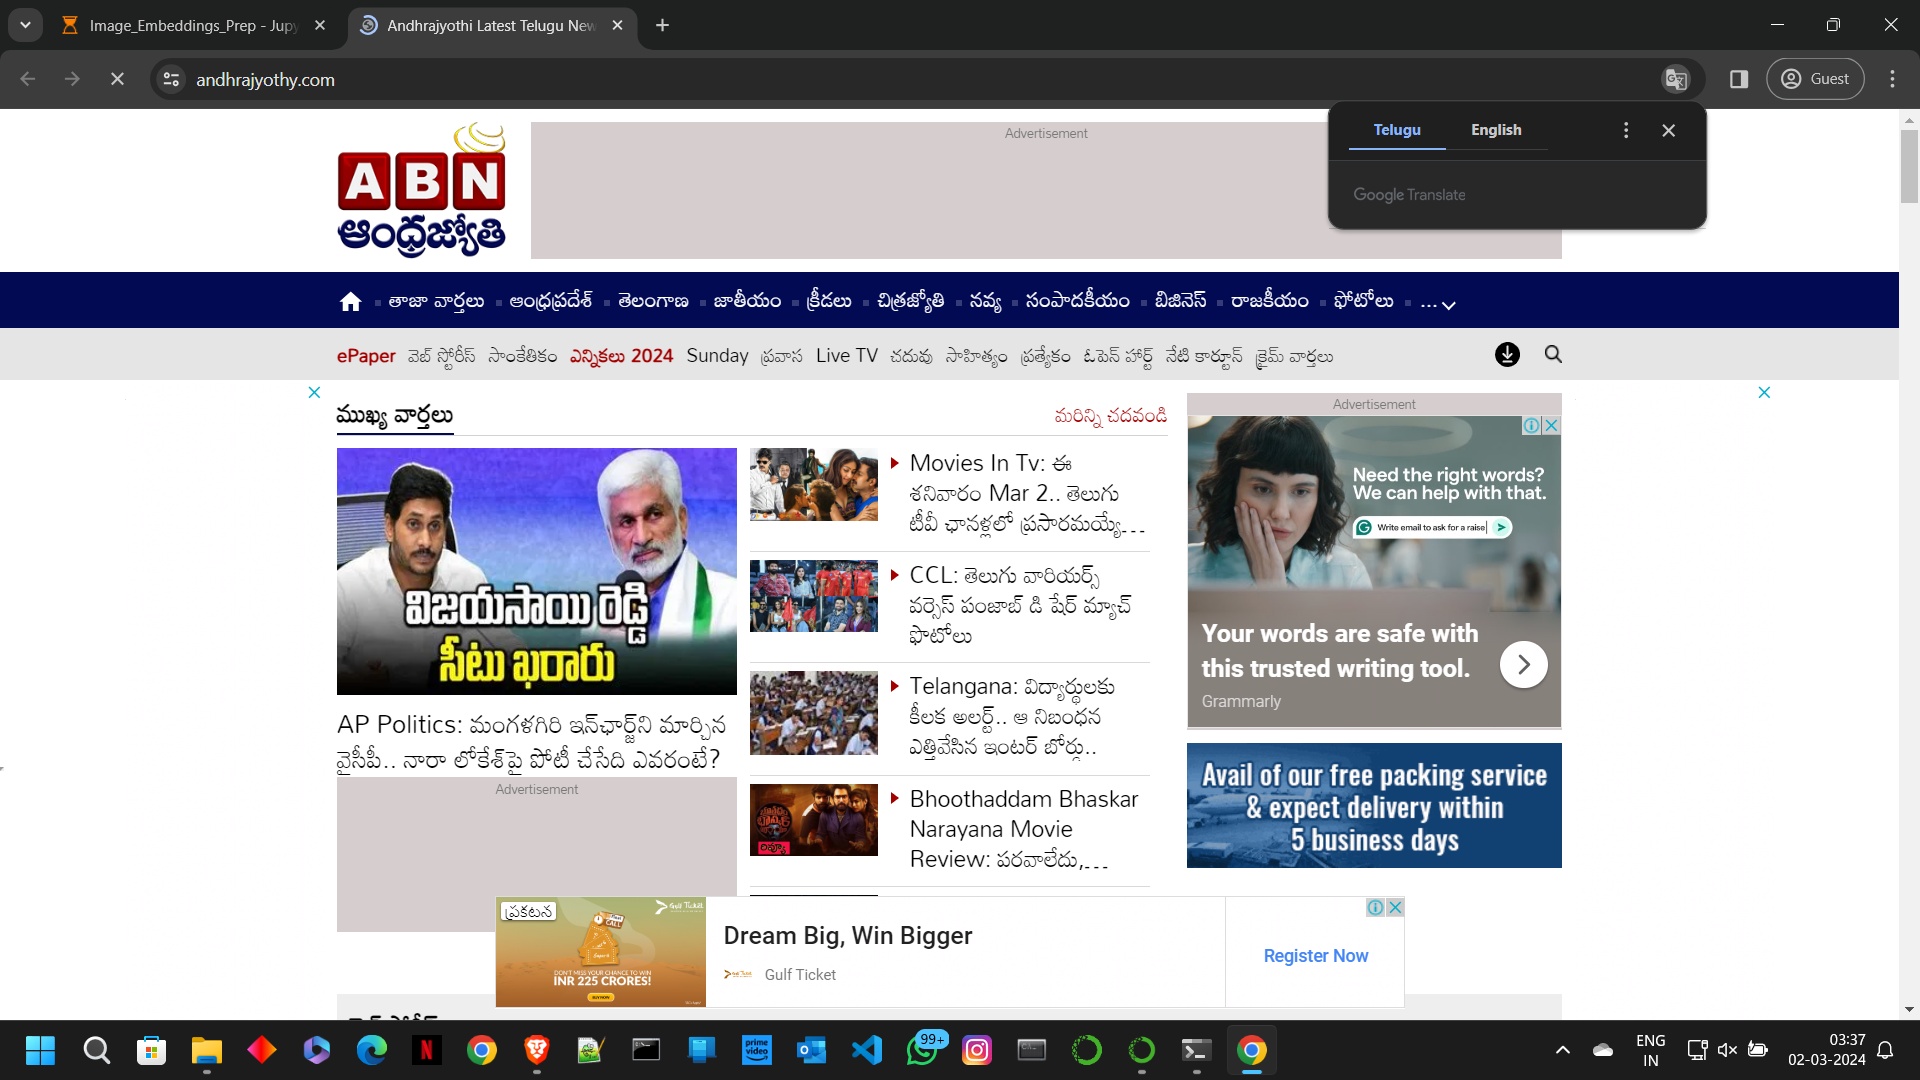 Image_Embeddings_Prep - Jupy
Andhrajyothi Latest Telugu New
andhrajyothy.com
Guest
Telugu
English
Google Translate
ABN
ఆంధ్రజ్యోతి
Advertisement
తాజా వార్తలు
ఆంధ్రప్రదేశ్
తెలంగాణ
జాతీయం
క్రీడలు
చిత్రజ్యోతి
నవ్య
సంపాదకీయం
బిజినెస్
రాజకీయం
ఫోటోలు
...
ePaper
వెబ్ స్టోరీస్
సాంకేతికం
ఎన్నికలు 2024
Sunday
ప్రవాస
Live TV
చదువు
సాహిత్యం
ప్రత్యేకం
ఓపెన్ హార్ట్
నేటి కార్టూన్
క్రైమ్ వార్తలు
ముఖ్య వార్తలు
మరిన్ని చదవండి
విజయసాయి రెడ్డి
సీటు ఖరారు
AP Politics: మంగళగిరి ఇన్‌ఛార్జ్‌ని మార్చిన
వైసీపీ.. నారా లోకేశ్‌పై పోటీ చేసేది ఎవరంటే?
Advertisement
Movies In Tv: ఈ
శనివారం Mar 2.. తెలుగు
టీవీ ఛానళ్లలో ప్రసారమయ్యే...
CCL: తెలుగు వారియర్స్
వర్సెస్ పంజాబ్ డి షేర్ మ్యాచ్
ఫొటోలు
Telangana: విద్యార్థులకు
కీలక అలర్ట్.. ఆ నిబంధన
ఎత్తివేసిన ఇంటర్ బోర్డు..
రివ్యూ
Bhoothaddam Bhaskar
Narayana Movie
Review: పరవాలేదు,...
Advertisement
Need the right words?
We can help with that.
Write email to ask for a raise
Your words are safe with
this trusted writing tool.
Grammarly
Avail of our free packing service
& expect delivery within
5 business days
ప్రకటన
Gulf Ticket
DON'T MISS YOUR CHANCE TO WIN
INR 225 CRORES!
BUY NOW
Dream Big, Win Bigger
Gulf Ticket
Register Now
prime
video
99+
ENG
IN
03:37
02-03-2024